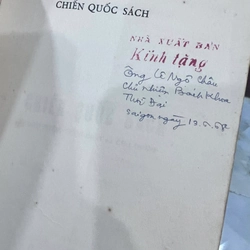 CHIẾN QUỐC SÁCH
NHÀ XUẤT BẢN
Kính tặng
Ông Lê Ngộ Châu
Chủ nhiệm Bách Khoa
Thời Đại
Saigon ngày